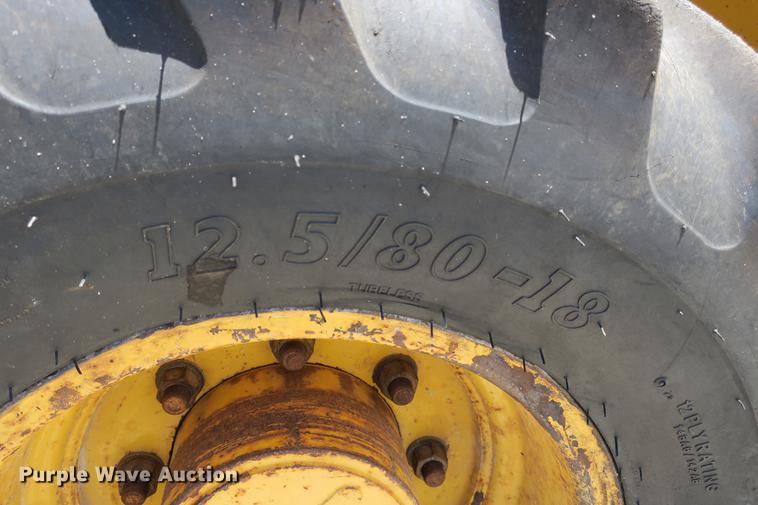 12.5/80-18
TUBELESS
12 PLY RATING
Purple Wave Auction